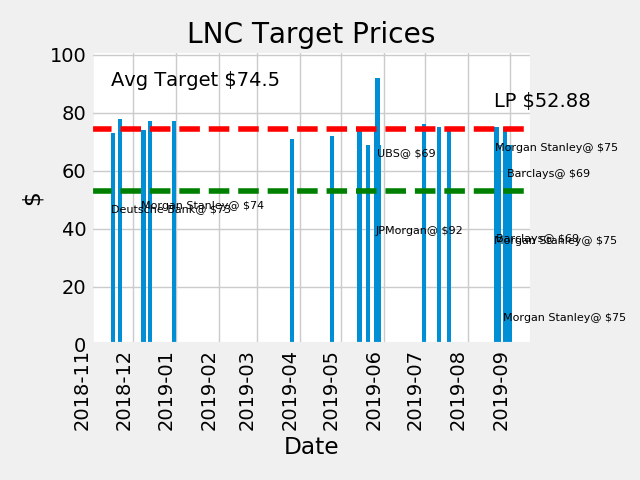 LNC Target Prices
100
Avg Target $74.5
LP $52.88
80
Morgan Stanley@ $75
UBS@ $69
60
Barclays@ $69
$
Morgan Stanley@ $74
Deutsche Bank@ $73
40
JPMorgan@ $92
Barclays@ $69
Morgan Stanley@ $75
20
Morgan Stanley@ $75
0
2018-11
2018-12
2019-01
2019-02
2019-03
2019-04
2019-05
2019-06
2019-07
2019-08
2019-09
Date